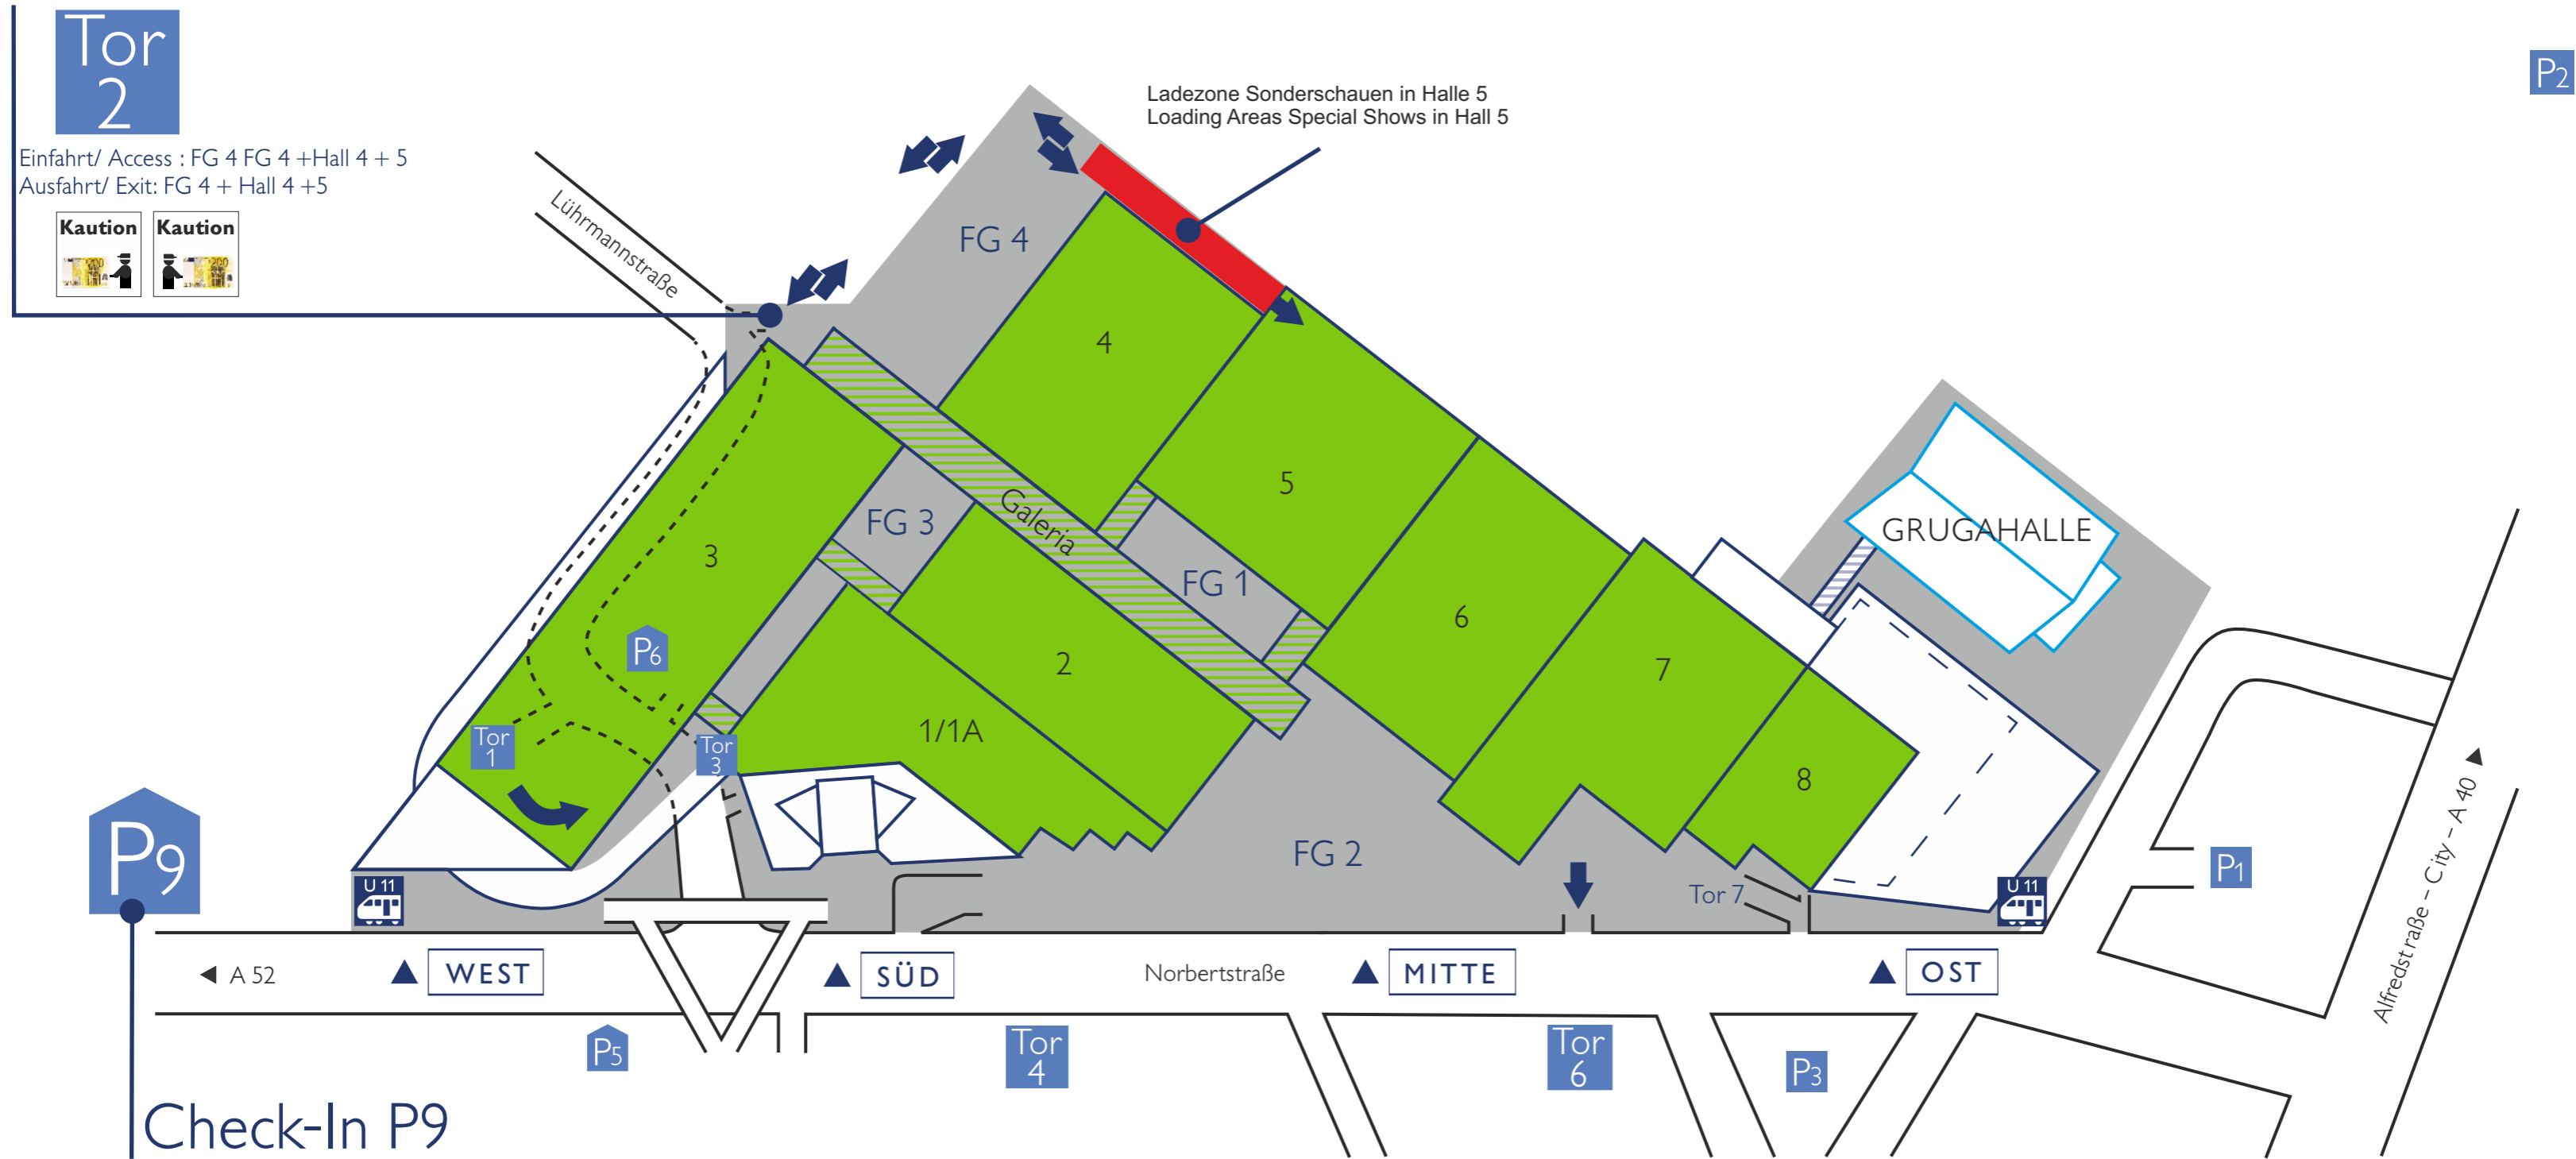 Tor
2
Einfahrt/ Access : FG 4 FG 4 +Hall 4 + 5
Ausfahrt/ Exit: FG 4 + Hall 4 +5
Kaution
Kaution
Ladezone Sonderschauen in Halle 5
Loading Areas Special Shows in Hall 5
P2
Lührmannstraße
FG 4
4
5
FG 3
Galeria
FG 1
GRUGAHALLE
3
6
P6
2
7
1/1A
Tor
1
Tor
3
8
FG 2
P9
U 11
Tor 7
U 11
P1
Alfredstraße - City - A 40
A 52
WEST
SÜD
Norbertstraße
MITTE
OST
P5
Tor
4
Tor
6
P3
Check-In P9